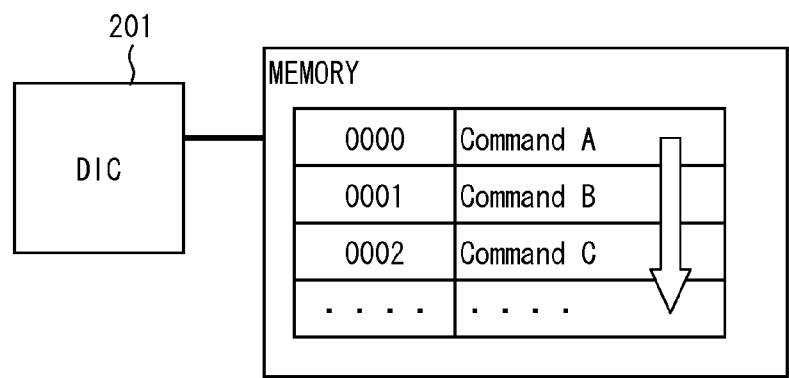 201
DIC
MEMORY
0000 Command A
0001 Command B
0002 Command C
.... ....